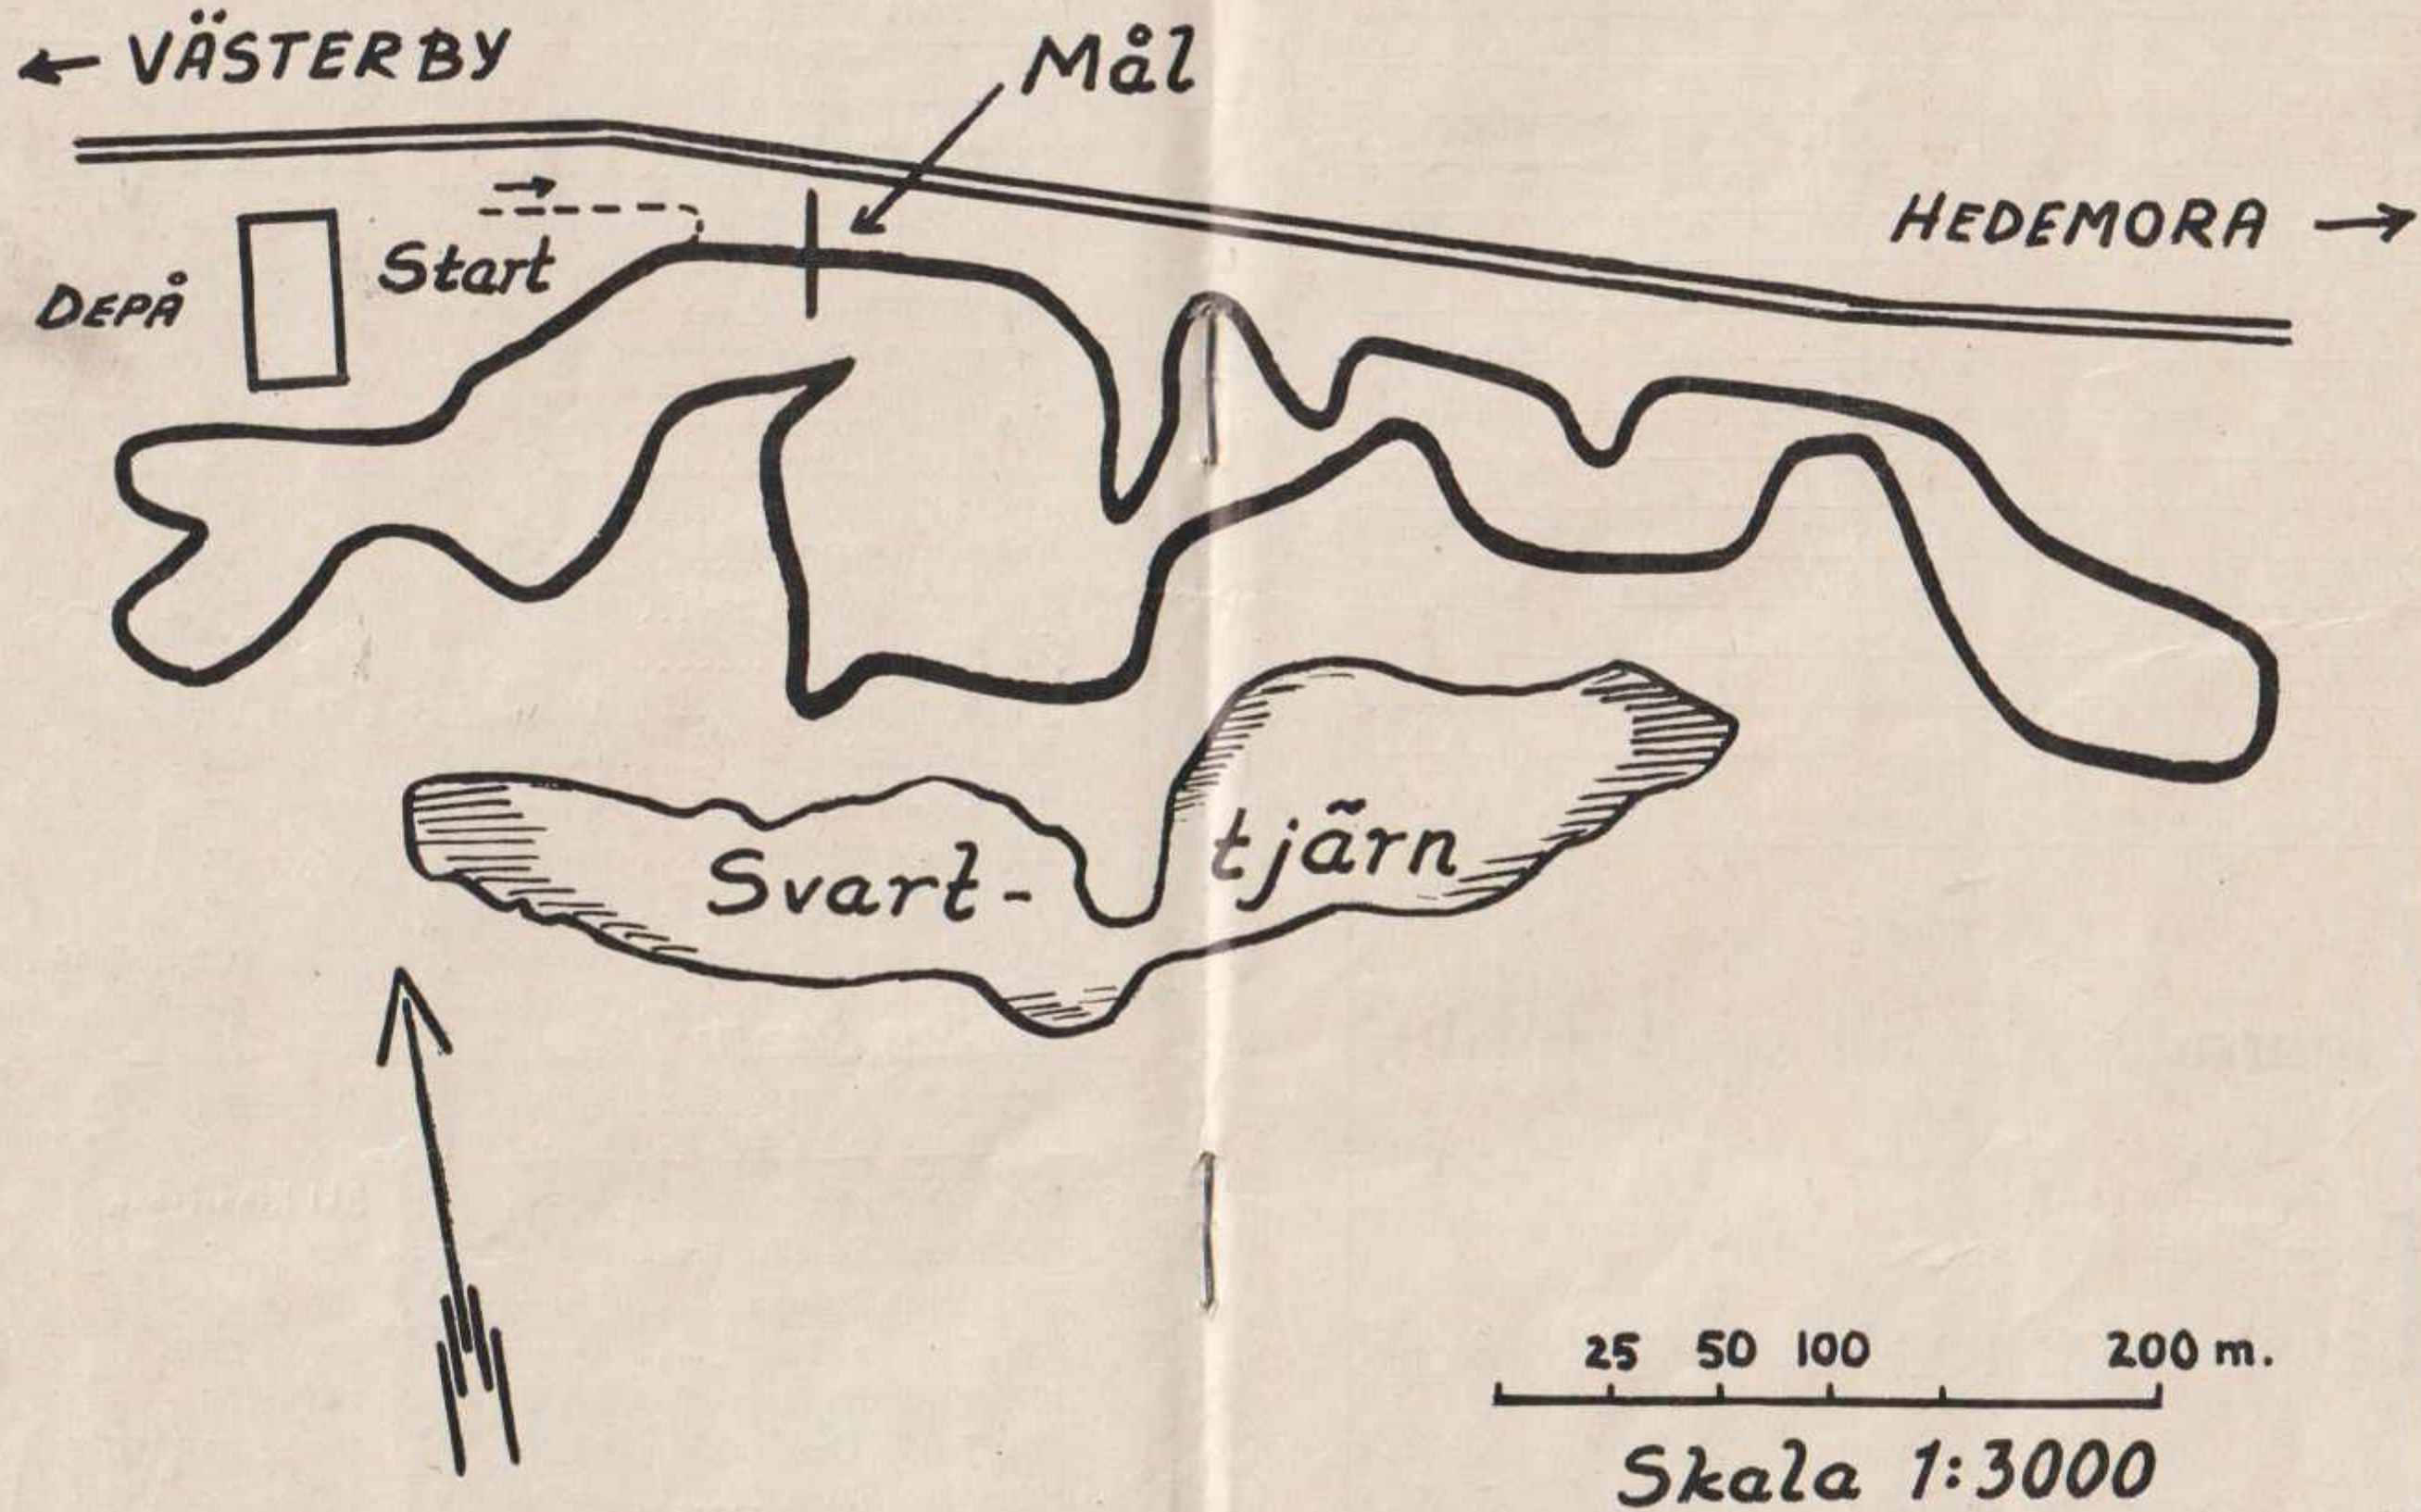 ← VÄSTERBY
Mål
HEDEMORA →
Start
DEPÅ
Svart-
tjärn
25 50 100 200 m.
Skala 1:3000